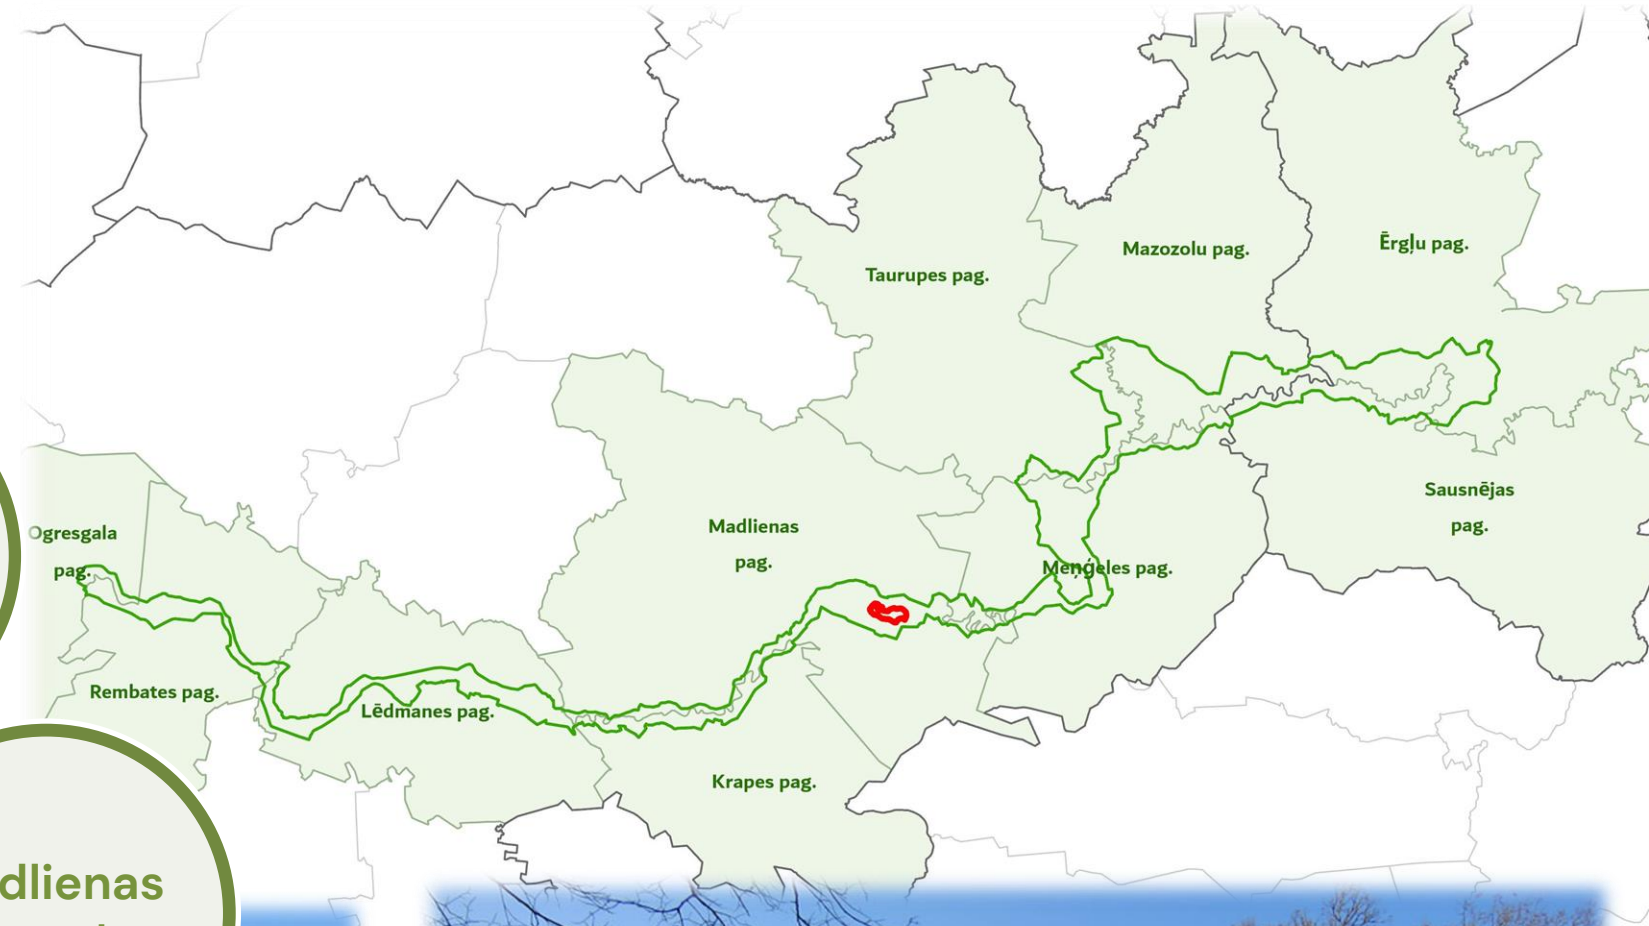 Mazozolu pag.
Ērgļu pag.
Taurupes pag.
Sausnējas
pag.
Madlienas
pag.
Ogresgala
pag.
Meņģeles pag.
Rembates pag.
Lēdmanes pag.
Krapes pag.
dlienas